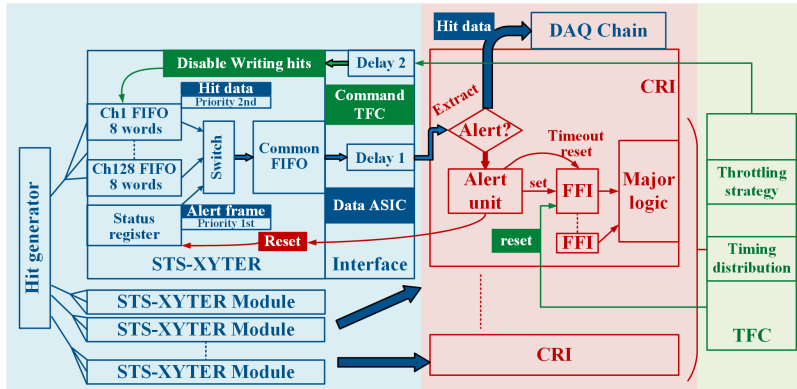 Hit generator
Disable Writing hits
Hit data
Priority 2nd
Ch1 FIFO
8 words
Ch128 FIFO
8 words
Status
register
Alert frame
Priority 1st
Switch
Common
FIFO
Reset
STS-XYTER
Delay 2
Command
TFC
Delay 1
Data ASIC
Interface
STS-XYTER Module
STS-XYTER Module
STS-XYTER Module
Hit data
DAQ Chain
CRI
Extract
Alert?
Timeout
reset
Alert
unit
set
FFI
FFI
Major
logic
reset
CRI
Throttling
strategy
Timing
distribution
TFC